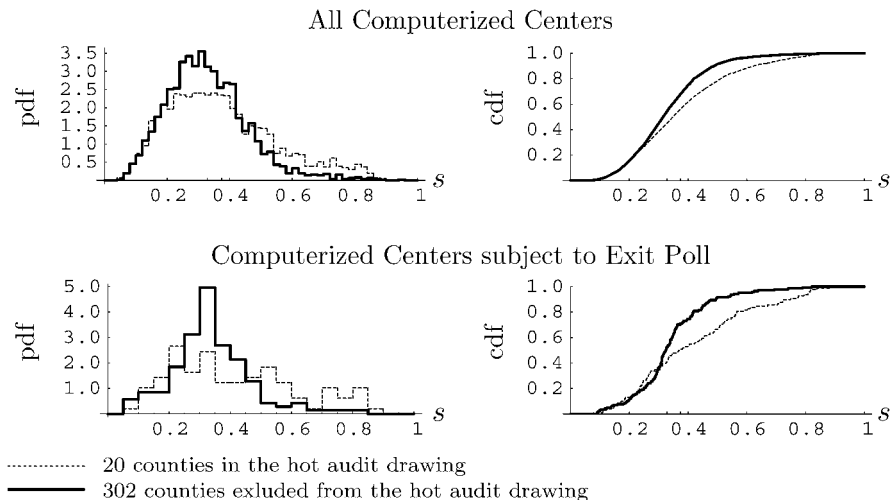 All Computerized Centers
pdf
3.5
3.0
2.5
2.0
1.5
1.0
0.5
0.2 0.4 0.6 0.8 1 s
cdf
1.0
0.8
0.6
0.4
0.2
0.2 0.4 0.6 0.8 1 s
Computerized Centers subject to Exit Poll
pdf
5.0
4.0
3.0
2.0
1.0
0.2 0.4 0.6 0.8 1 s
cdf
1.0
0.8
0.6
0.4
0.2
0.2 0.4 0.6 0.8 1 s
20 counties in the hot audit drawing
302 counties exluded from the hot audit drawing